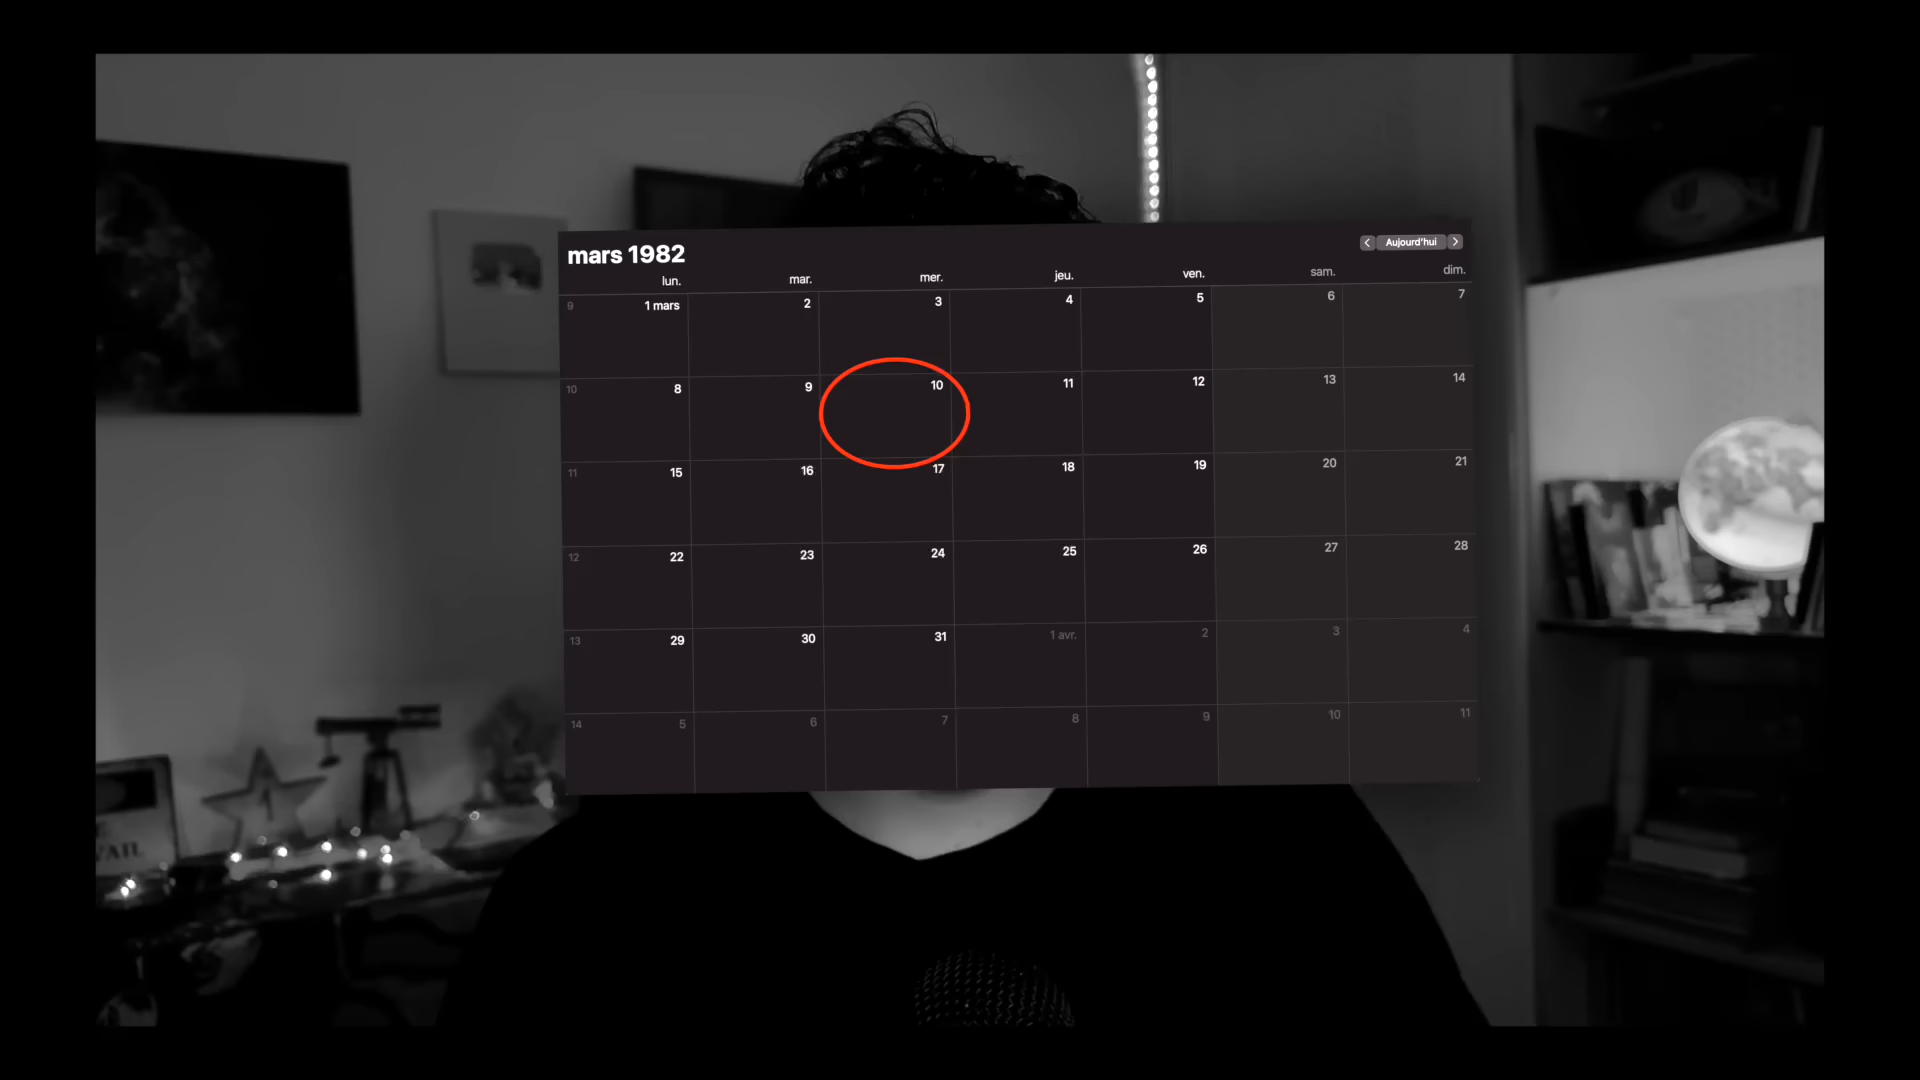 mars 1982
Aujourd'hui
lun. mar. mer. jeu. ven. sam. dim.
9 1 mars 2 3 4 5 6 7
10 8 9 10 11 12 13 14
11 15 16 17 18 19 20 21
12 22 23 24 25 26 27 28
13 29 30 31 1 avr. 2 3 4
14 5 6 7 8 9 10 11
1
VAIL